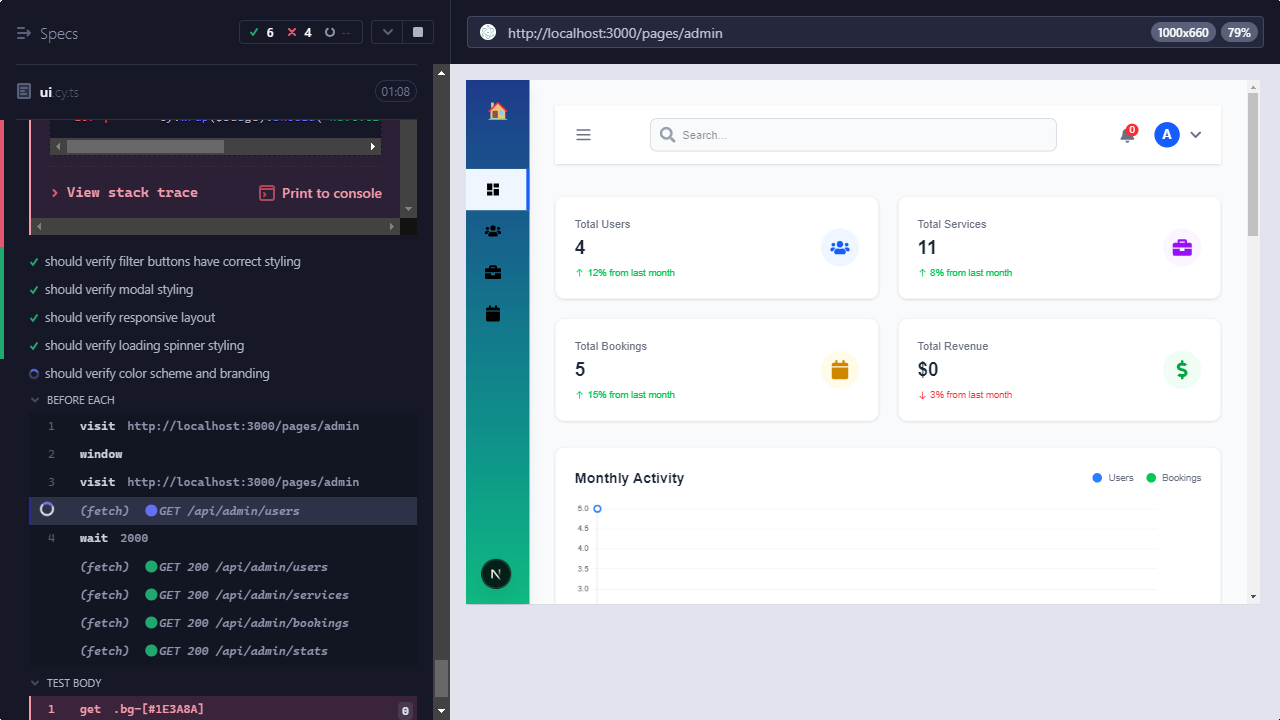 Specs
6
4
--
http://localhost:3000/pages/admin
1000x660
79%
ui.cy.ts
01:08
View stack trace
Print to console
should verify filter buttons have correct styling
should verify modal styling
should verify responsive layout
should verify loading spinner styling
should verify color scheme and branding
BEFORE EACH
1 visit http://localhost:3000/pages/admin
2 window
3 visit http://localhost:3000/pages/admin
(fetch) GET /api/admin/users
4 wait 2000
(fetch) GET 200 /api/admin/users
(fetch) GET 200 /api/admin/services
(fetch) GET 200 /api/admin/bookings
(fetch) GET 200 /api/admin/stats
TEST BODY
1 get .bg-[#1E3A8A] 0
Search...
0
A
Total Users
4
↑ 12% from last month
Total Services
11
↑ 8% from last month
Total Bookings
5
↑ 15% from last month
Total Revenue
$0
↓ 3% from last month
$
Monthly Activity
Users
Bookings
5.0
4.5
4.0
3.5
3.0
N